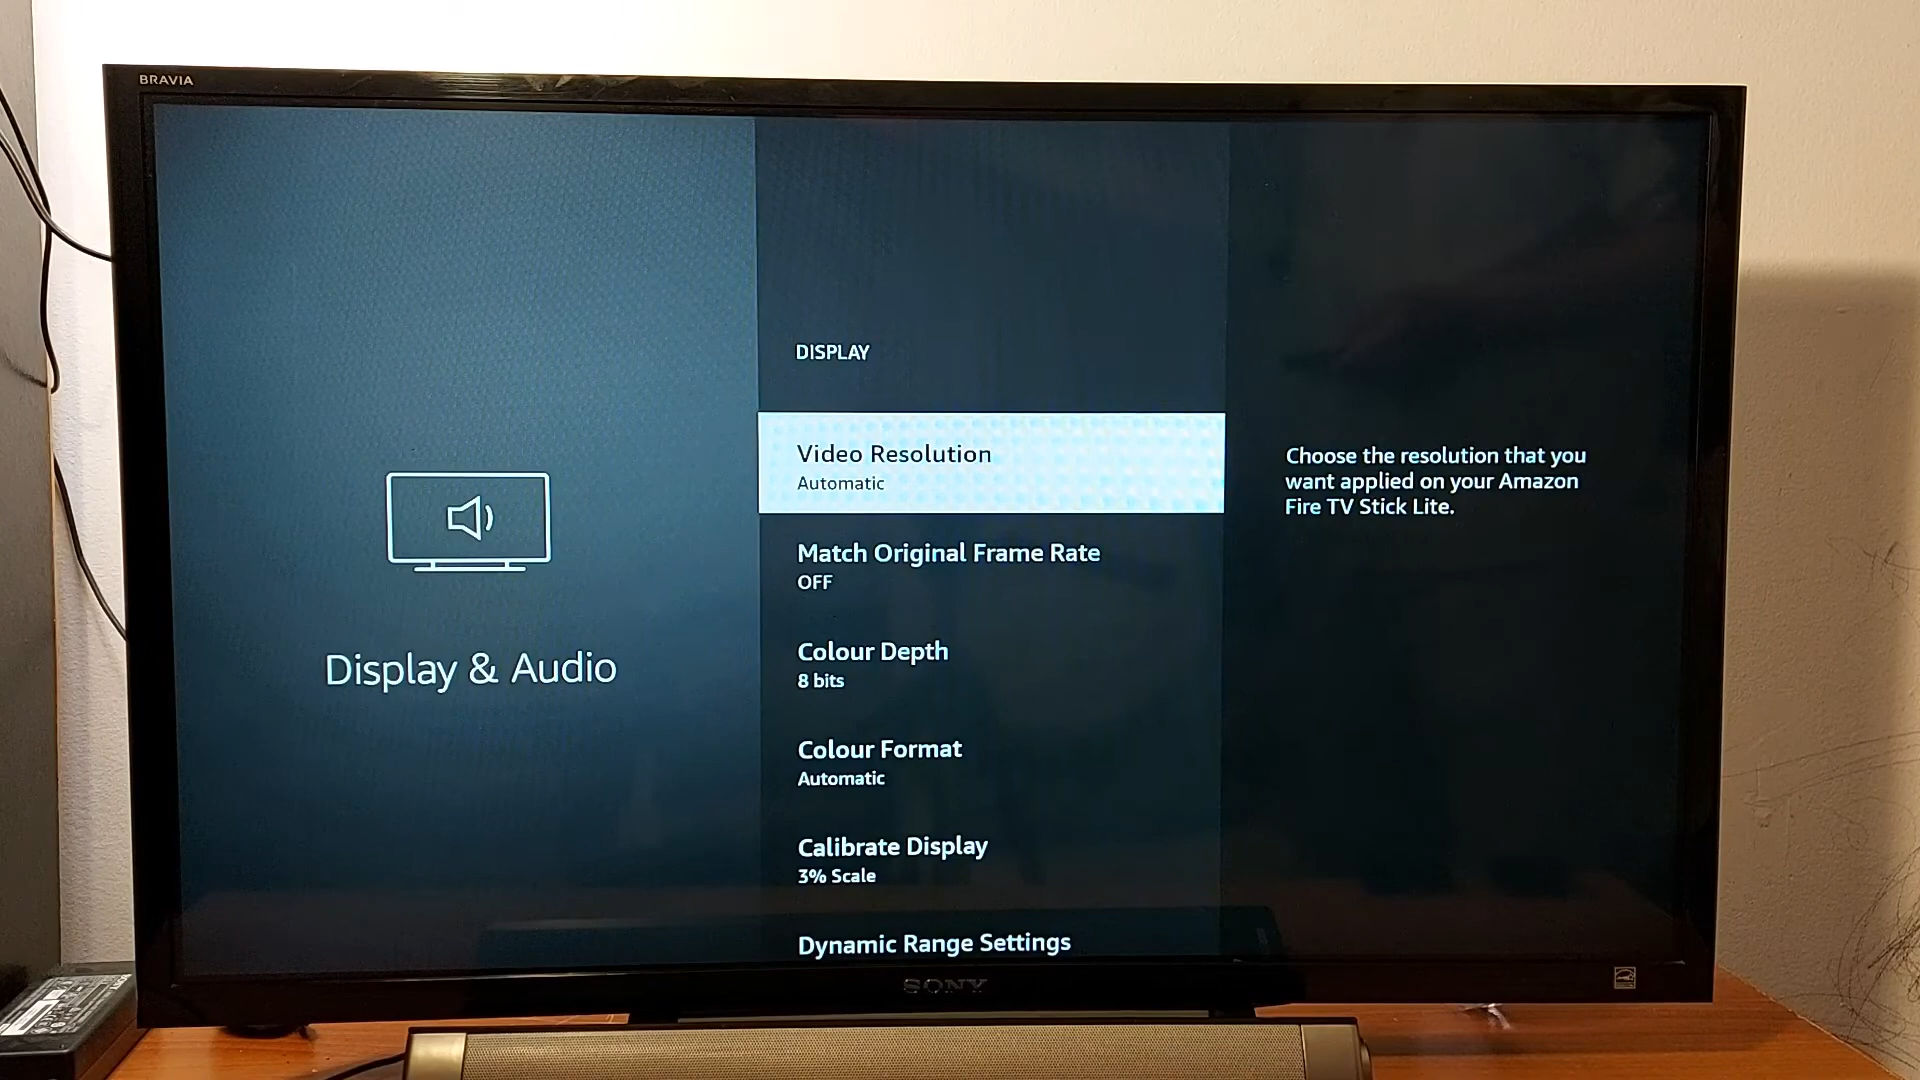 BRAVIA
DISPLAY
Video Resolution
Automatic
Choose the resolution that you
want applied on your Amazon
Fire TV Stick Lite.
Match Original Frame Rate
OFF
Colour Depth
8 bits
Display & Audio
Colour Format
Automatic
Calibrate Display
3% Scale
Dynamic Range Settings
SONY